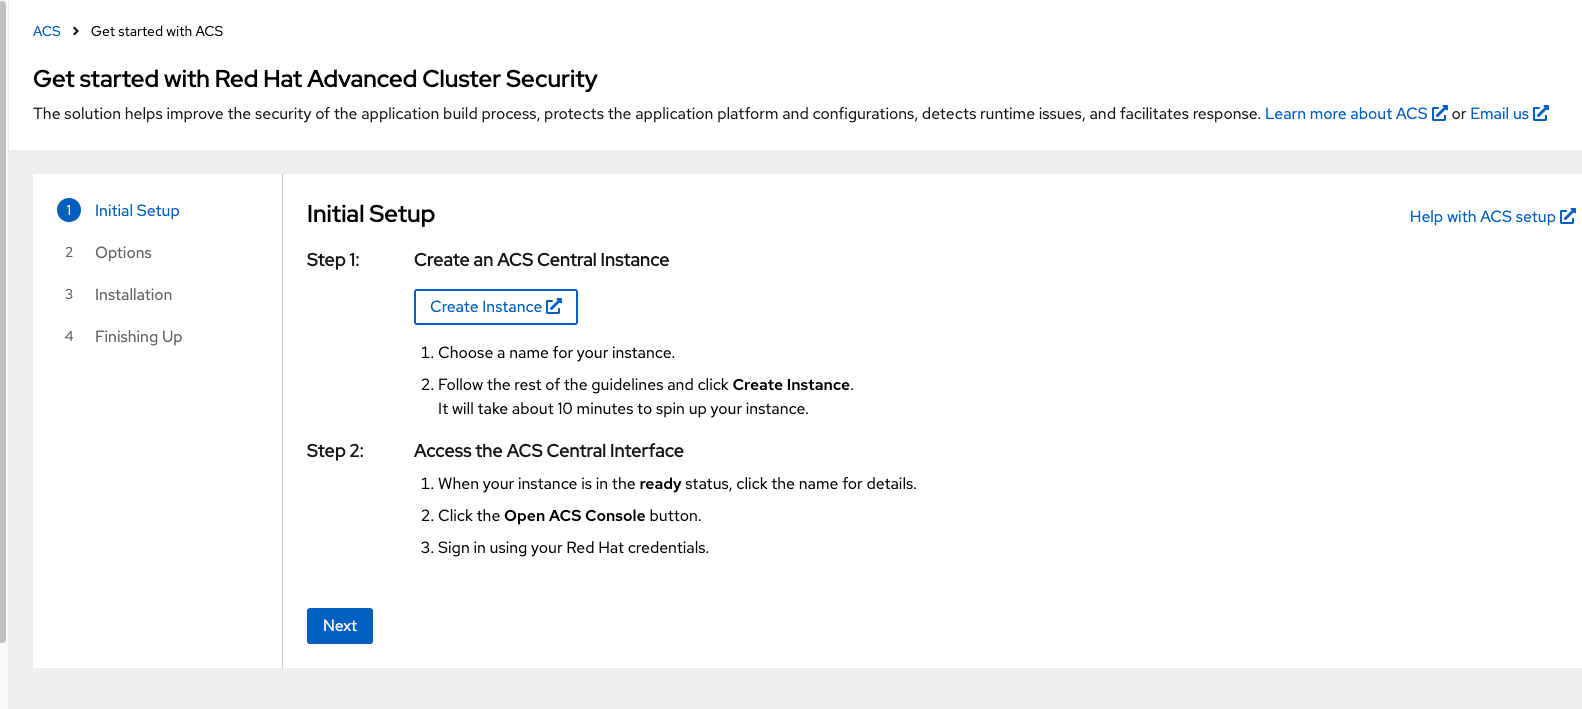 ACS > Get started with ACS
Get started with Red Hat Advanced Cluster Security
The solution helps improve the security of the application build process, protects the application platform and configurations, detects runtime issues, and facilitates response. Learn more about ACS or Email us
1 Initial Setup
2 Options
3 Installation
4 Finishing Up
Initial Setup
Help with ACS setup
Step 1: Create an ACS Central Instance
Create Instance
1. Choose a name for your instance.
2. Follow the rest of the guidelines and click Create Instance.
It will take about 10 minutes to spin up your instance.
Step 2: Access the ACS Central Interface
1. When your instance is in the ready status, click the name for details.
2. Click the Open ACS Console button.
3. Sign in using your Red Hat credentials.
Next